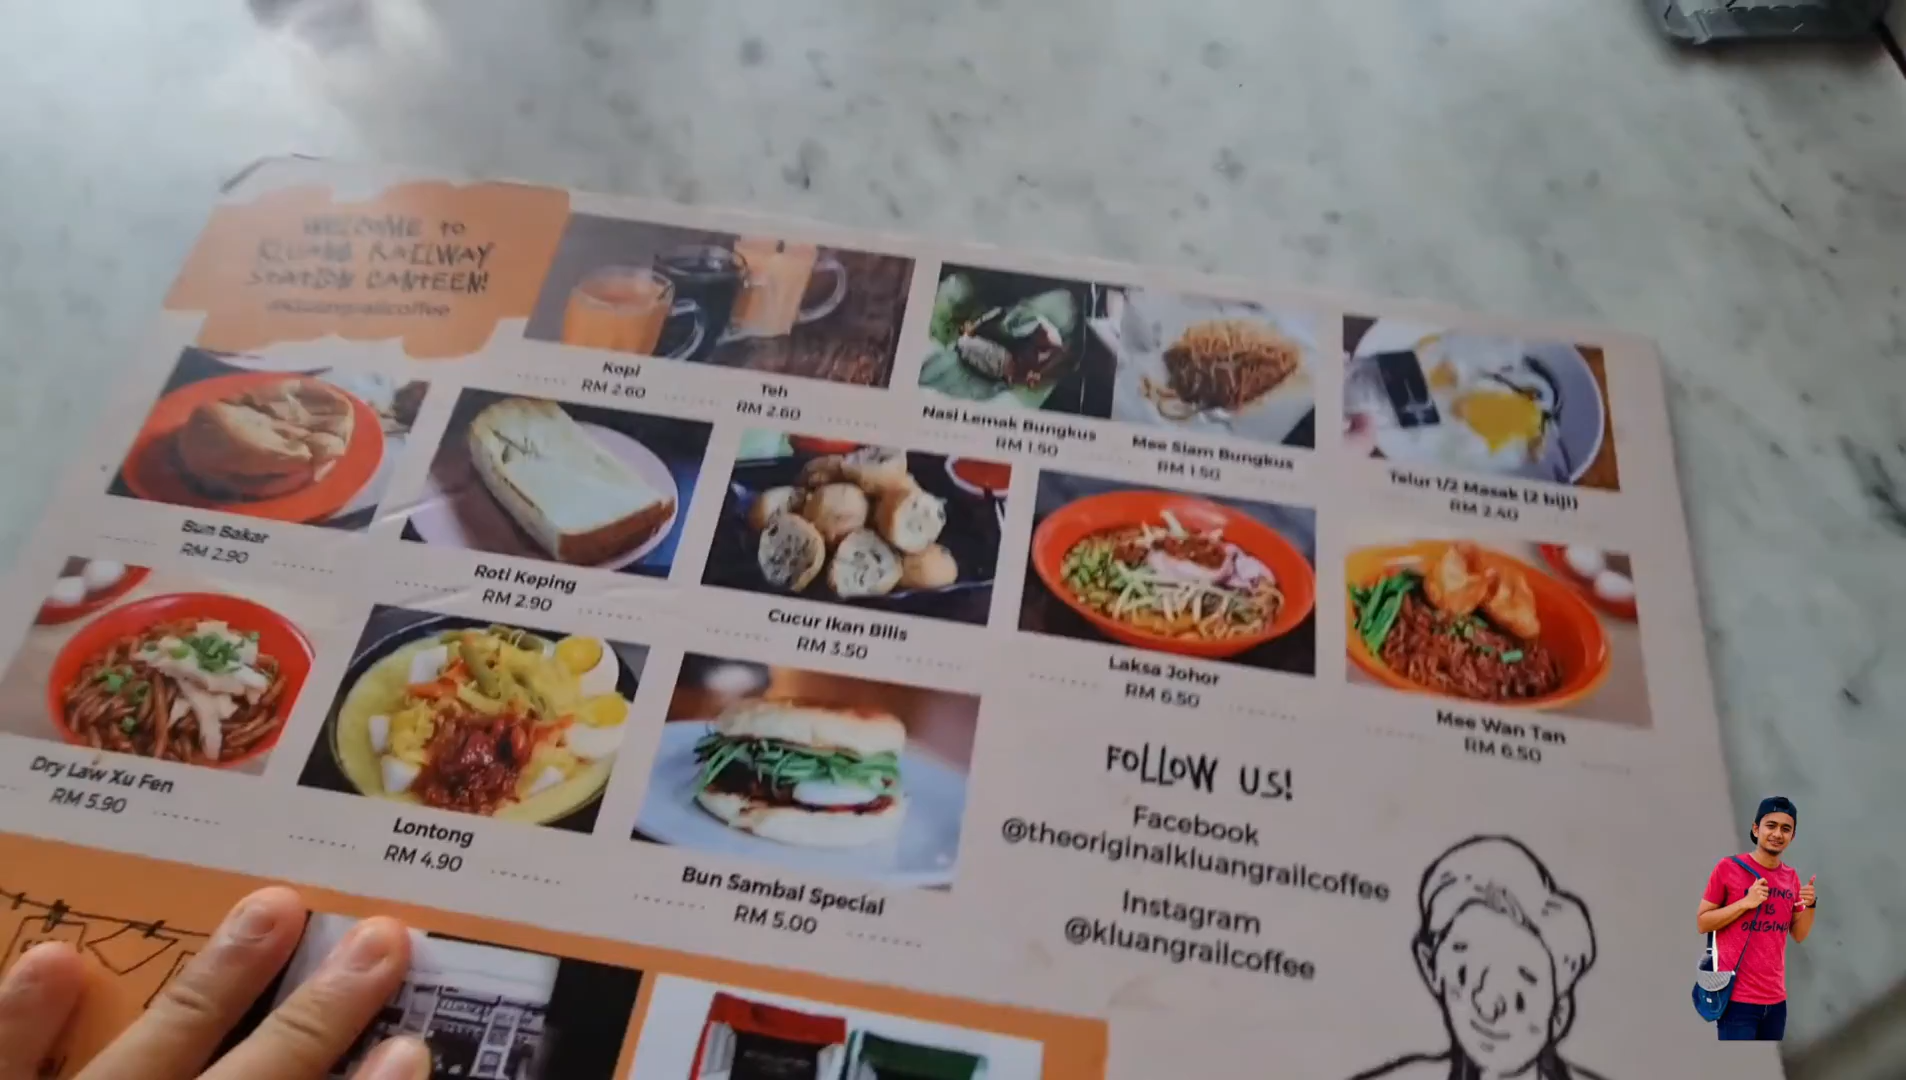 WELCOME TO
KLUANG RAILWAY
STATION CANTEEN!
@kluangrailcoffee
Kopi
RM 2.60
Teh
RM 2.60
Nasi Lemak Bungkus
RM 1.50
Mee Siam Bungkus
RM 1.50
Telur 1/2 Masak (2 biji)
RM 2.40
Bun Bakar
RM 2.90
Roti Keping
RM 2.90
Cucur Ikan Bilis
RM 3.50
Laksa Johor
RM 6.50
Mee Wan Tan
RM 6.50
Dry Law Xu Fen
RM 5.90
Lontong
RM 4.90
Bun Sambal Special
RM 5.00
FOLLOW US!
Facebook
@theoriginalkluangrailcoffee
Instagram
@kluangrailcoffee
IS